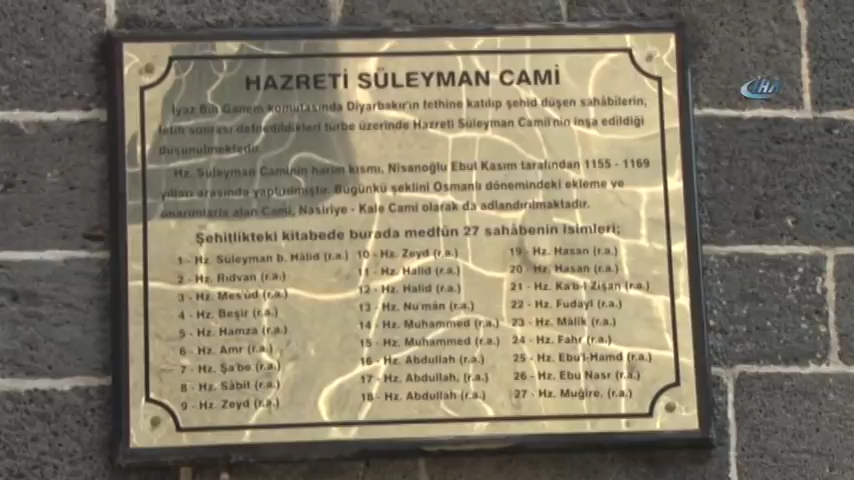 HAZRETİ SÜLEYMAN CAMİ
İyaz Bin Ganem komutasında Diyarbakır'ın fethine katılıp şehid düşen sahâbilerin,
fetih sonrası defnedildikleri türbe üzerinde Hazreti Süleyman Camii'nin inşa edildiği
düşünülmektedir.
Hz. Süleyman Camiinin harim kısmı, Nisanoğlu Ebul Kasım tarafından 1155 - 1169
yılları arasında yaptırılmıştır. Bugünkü şeklini Osmanlı dönemindeki ekleme ve
onarımlarla alan Cami, Nasiriye - Kale Cami olarak da adlandırılmaktadır.
Şehitlikteki kitabede burada medfün 27 sahâbenin isimleri;
1 - Hz. Süleyman b. Hâlid (r.a.)
2 - Hz. Rıdvan (r.a.)
3 - Hz. Mes'ûd (r.a.)
4 - Hz. Beşir (r.a.)
5 - Hz. Hamza (r.a.)
6 - Hz. Amr (r.a.)
7 - Hz. Şa'be (r.a.)
8 - Hz. Sâbit (r.a.)
9 - Hz. Zeyd (r.a.)
10 - Hz. Zeyd (r.a.)
11 - Hz. Halid (r.a.)
12 - Hz. Halid (r.a.)
13 - Hz. Nu'mân (r.a.)
14 - Hz. Muhammed (r.a.)
15 - Hz. Muhammed (r.a.)
16 - Hz. Abdullah (r.a.)
17 - Hz. Abdullah, (r.a.)
18 - Hz. Abdullah (r.a.)
19 - Hz. Hasan (r.a.)
20 - Hz. Hasan (r.a.)
21 - Hz. Ka'b-i Zişan (r.a.)
22 - Hz. Fudayl (r.a.)
23 - Hz. Mâlik (r.a.)
24 - Hz. Fahr (r.a.)
25 - Hz. Ebu'l-Hamd (r.a.)
26 - Hz. Ebu Nasr (r.a.)
27 - Hz. Muğire, (r.a.)
İHA